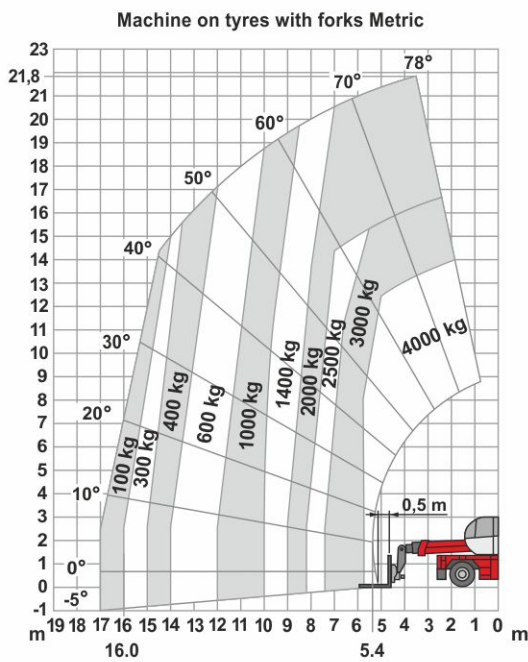 Machine on tyres with forks Metric
23
21,8
21
20
19
18
17
16
15
14
13
12
11
10
9
8
7
6
5
4
3
2
1
0
-1
78°
70°
60°
50°
40°
30°
20°
10°
0°
-5°
100 kg
300 kg
400 kg
600 kg
1000 kg
1400 kg
2000 kg
2500 kg
3000 kg
4000 kg
0,5 m
m 19 18 17 16 15 14 13 12 11 10 9 8 7 6 5 4 3 2 1 0 m
16.0 5.4